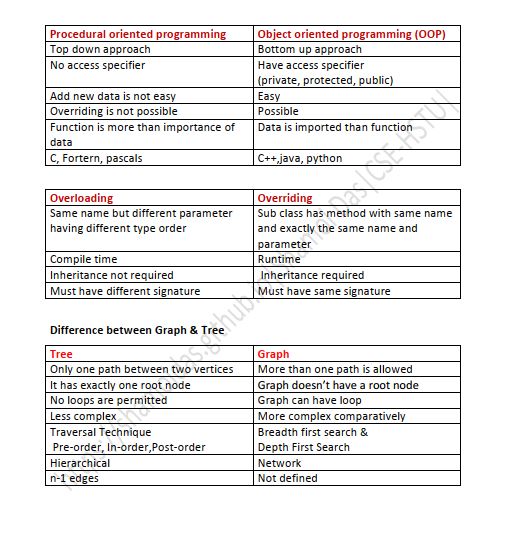 Procedural oriented programming Object oriented programming (OOP)
Top down approach Bottom up approach
No access specifier Have access specifier
(private, protected, public)
Add new data is not easy Easy
Overriding is not possible Possible
Function is more than importance of Data is imported than function
data
C, Fortern, pascals C++,java, python
Overloading Overriding
Same name but different parameter Sub class has method with same name
having different type order and exactly the same name and
parameter
Compile time Runtime
Inheritance not required Inheritance required
Must have different signature Must have same signature
Difference between Graph & Tree
Tree Graph
Only one path between two vertices More than one path is allowed
It has exactly one root node Graph doesn't have a root node
No loops are permitted Graph can have loop
Less complex More complex comparatively
Traversal Technique Breadth first search &
Pre-order, In-order,Post-order Depth First Search
Hierarchical Network
n-1 edges Not defined